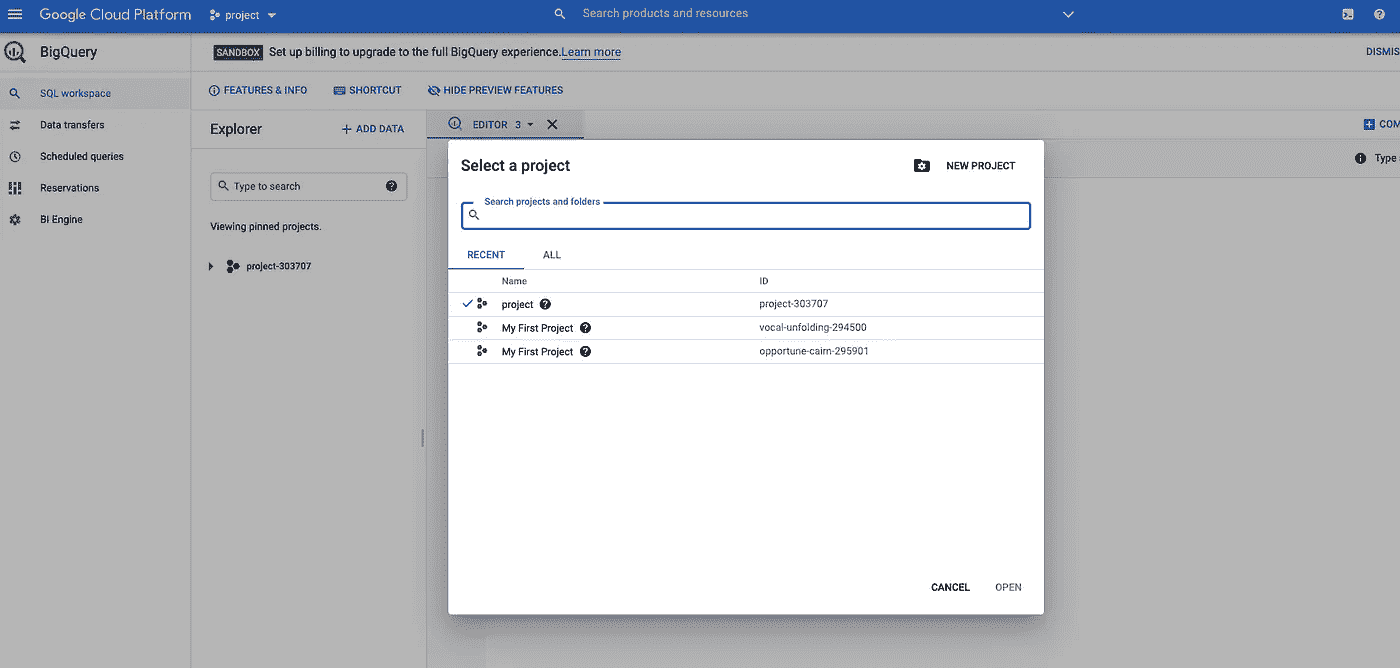 Google Cloud Platform
project
Search products and resources
BigQuery
SANDBOX Set up billing to upgrade to the full BigQuery experience. Learn more
DISMIS
SQL workspace
Data transfers
Scheduled queries
Reservations
BI Engine
FEATURES & INFO
SHORTCUT
HIDE PREVIEW FEATURES
Explorer
ADD DATA
Type to search
Viewing pinned projects.
project-303707
EDITOR 3
COM
Type
Select a project
NEW PROJECT
Search projects and folders
RECENT ALL
Name ID
project project-303707
My First Project vocal-unfolding-294500
My First Project opportune-cairn-295901
CANCEL OPEN